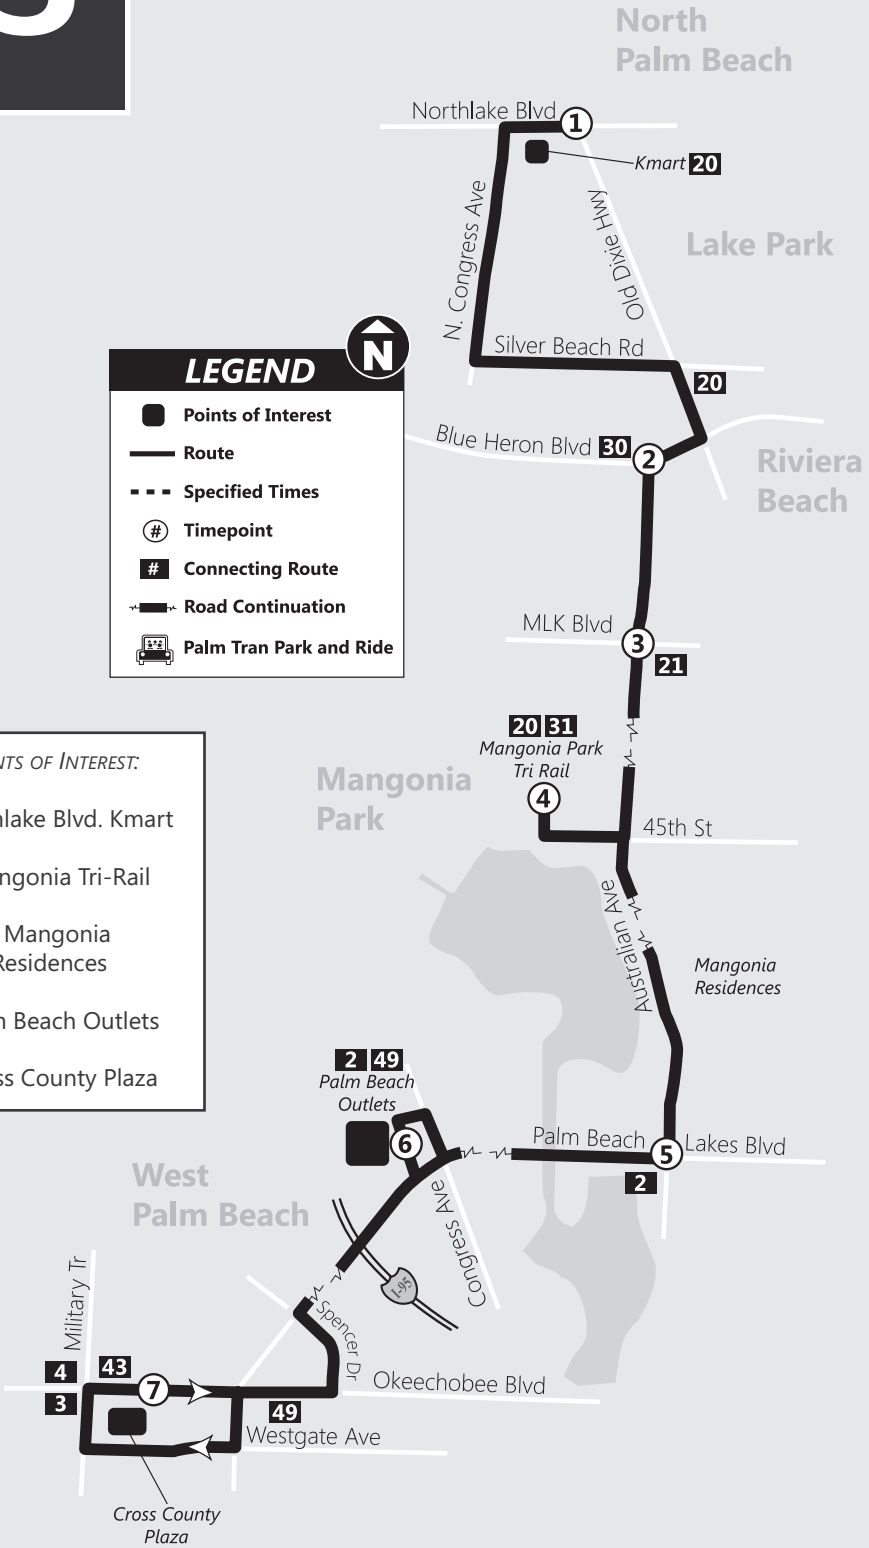 North
Palm Beach
Northlake Blvd
1
Kmart 20
N. Congress Ave
Old Dixie Hwy
Lake Park
Silver Beach Rd
20
N
LEGEND
Points of Interest
Route
Specified Times
# Timepoint
# Connecting Route
Road Continuation
Palm Tran Park and Ride
Blue Heron Blvd 30
2
Riviera
Beach
MLK Blvd
3
21
20 31
Mangonia Park
Tri Rail
4
Mangonia
Park
45th St
Australian Ave
Mangonia
Residences
NTS OF INTEREST:
lake Blvd. Kmart
ngonia Tri-Rail
Mangonia
Residences
Beach Outlets
ss County Plaza
2 49
Palm Beach
Outlets
6
Palm Beach
5
Lakes Blvd
2
West
Palm Beach
Congress Ave
I-95
Military Tr
Spencer Dr
4
43
7
3
Okeechobee Blvd
49
Westgate Ave
Cross County
Plaza